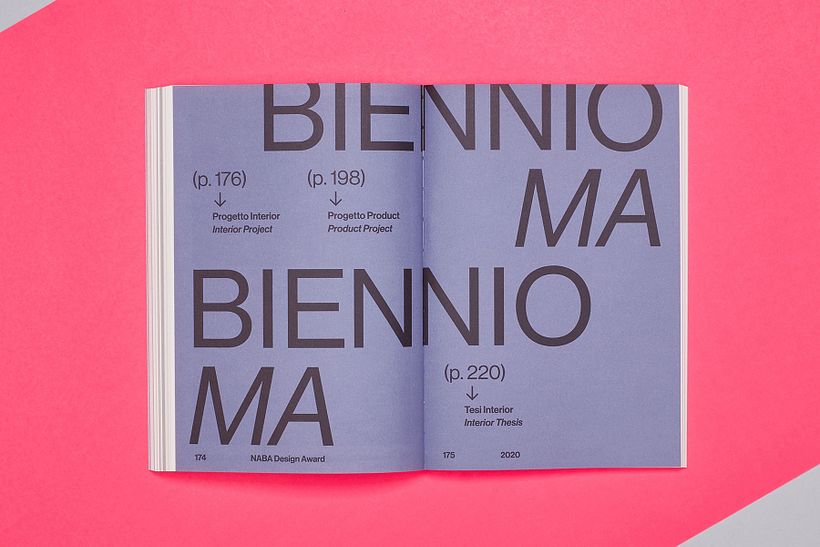 BIENNIO
MA
(p. 176)
↓
Progetto Interior
Interior Project
(p. 198)
↓
Progetto Product
Product Project
BIENNIO
MA
(p. 220)
↓
Tesi Interior
Interior Thesis
174 NABA Design Award
175 2020